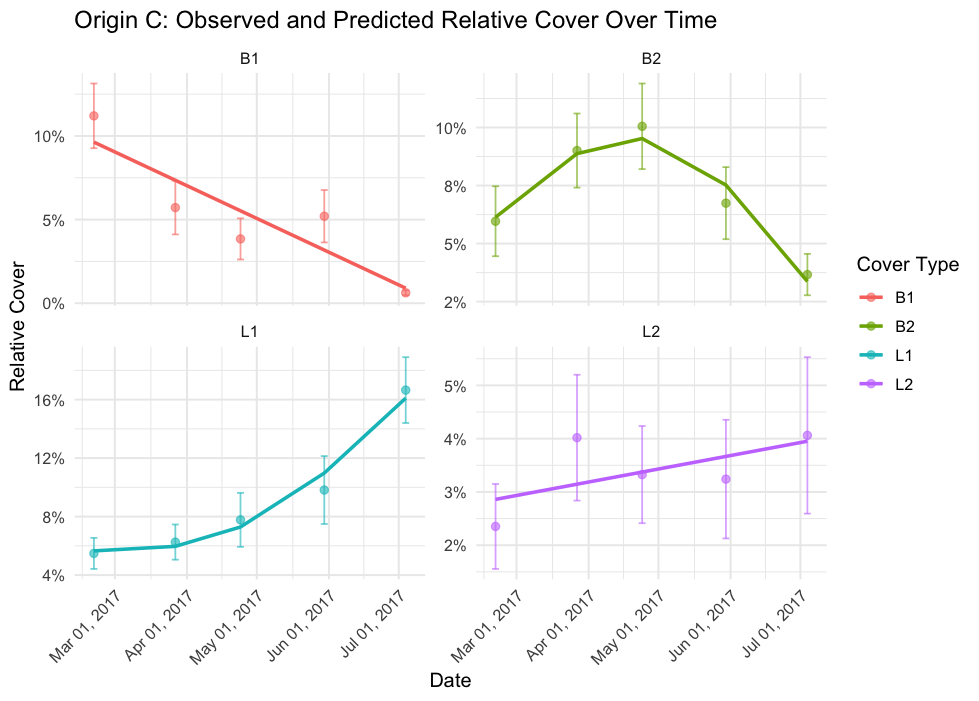 Origin C: Observed and Predicted Relative Cover Over Time
B1
B2
10%
5%
0%
10%
8%
5%
2%
L1
L2
16%
12%
8%
4%
5%
4%
3%
2%
Mar 01, 2017
Apr 01, 2017
May 01, 2017
Jun 01, 2017
Jul 01, 2017
Mar 01, 2017
Apr 01, 2017
May 01, 2017
Jun 01, 2017
Jul 01, 2017
Date
Relative Cover
Cover Type
B1
B2
L1
L2